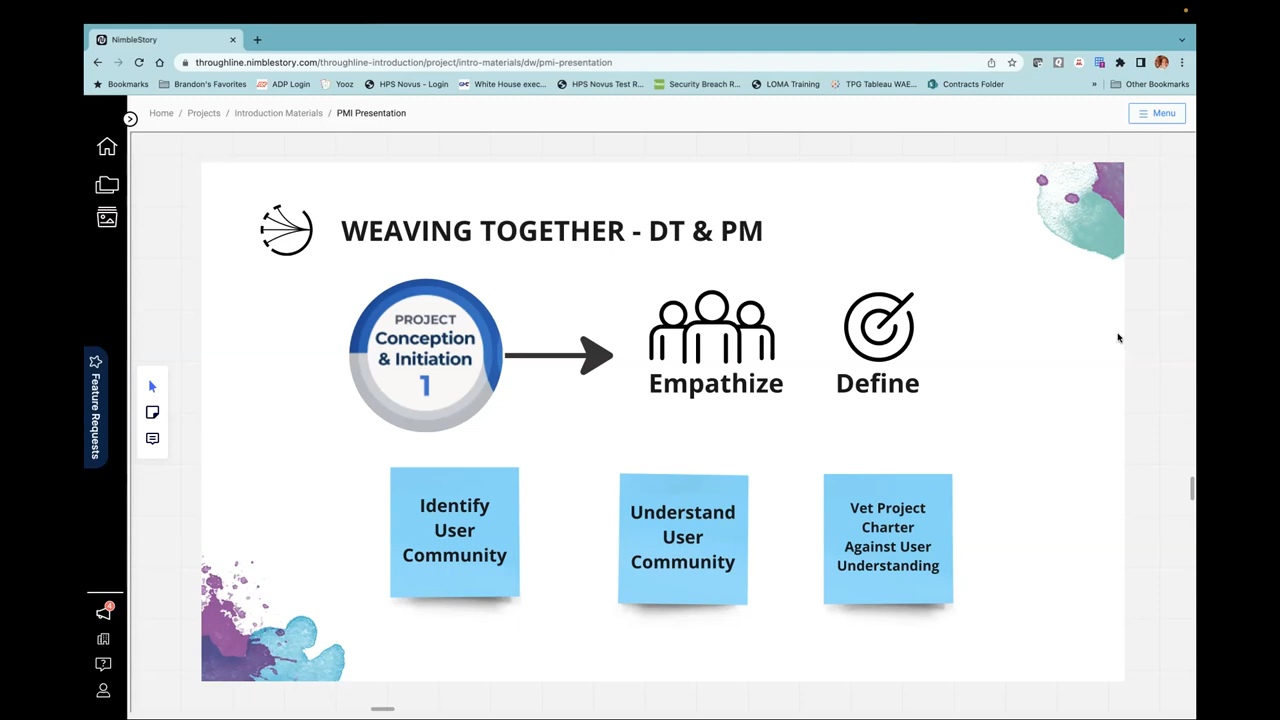 NimbleStory
throughline.nimblestory.com/throughline-introduction/project/intro-materials/dw/pmi-presentation
Bookmarks
Brandon's Favorites
ADP Login
Yooz
HPS Novus - Login
White House exec...
HPS Novus Test R...
Security Breach R...
LOMA Training
TPG Tableau WAE...
Contracts Folder
»
Other Bookmarks
Home / Projects / Introduction Materials / PMI Presentation
Menu
WEAVING TOGETHER - DT & PM
PROJECT
Conception
& Initiation
1
Empathize
Define
Feature Requests
Identify
User
Community
Understand
User
Community
Vet Project
Charter
Against User
Understanding
4